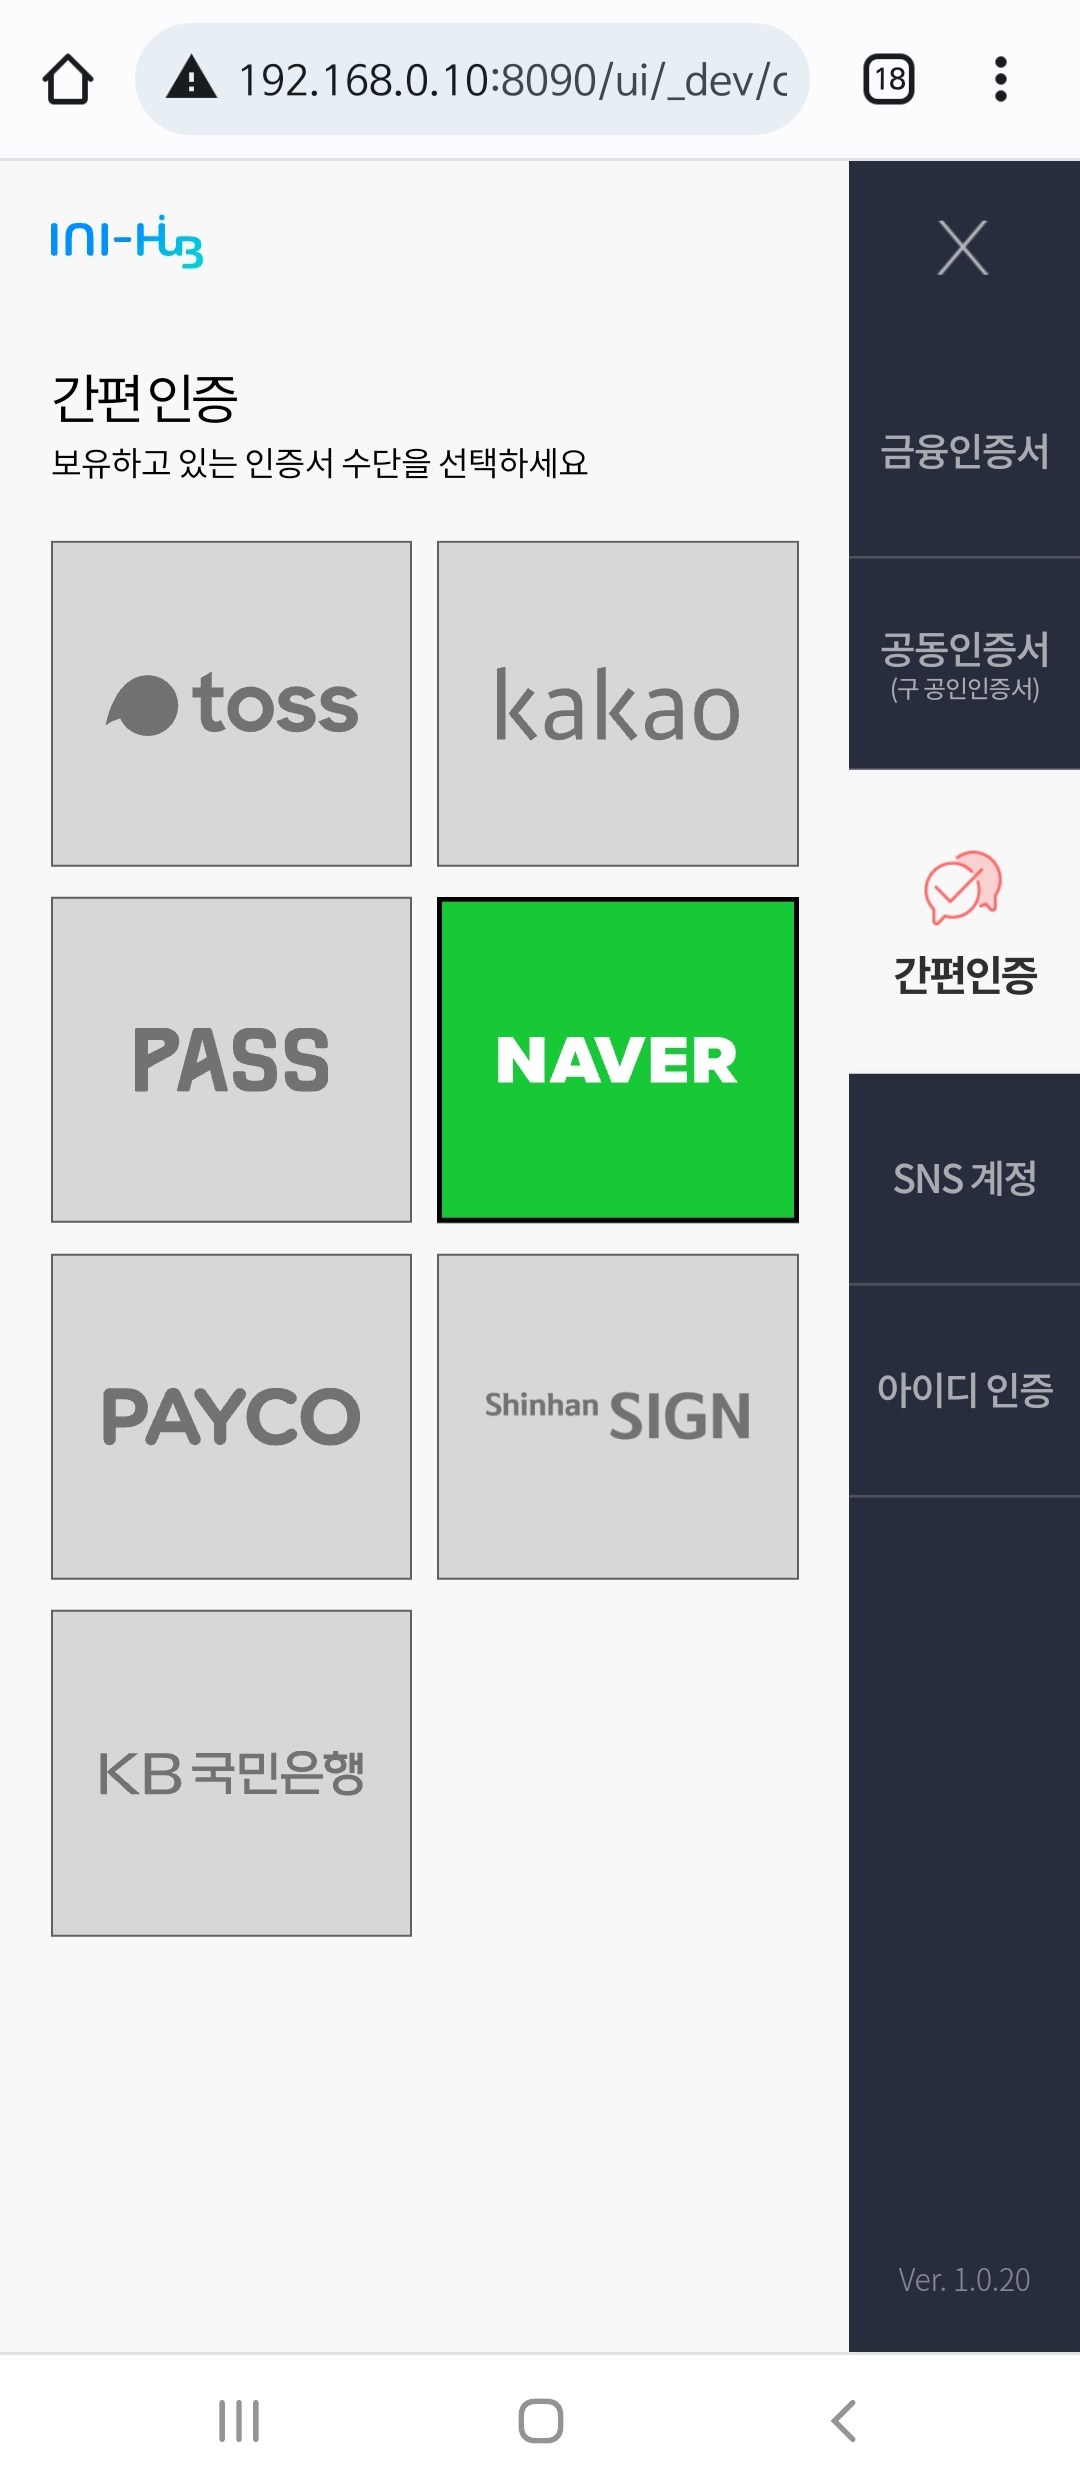 192.168.0.10:8090/ui/_dev/c
18
INI-HUB
간편 인증
보유하고 있는 인증서 수단을 선택하세요
toss
kakao
PASS
NAVER
PAYCO
Shinhan SIGN
KB 국민은행
금융인증서
공동인증서
(구 공인인증서)
간편인증
SNS 계정
아이디 인증
Ver. 1.0.20